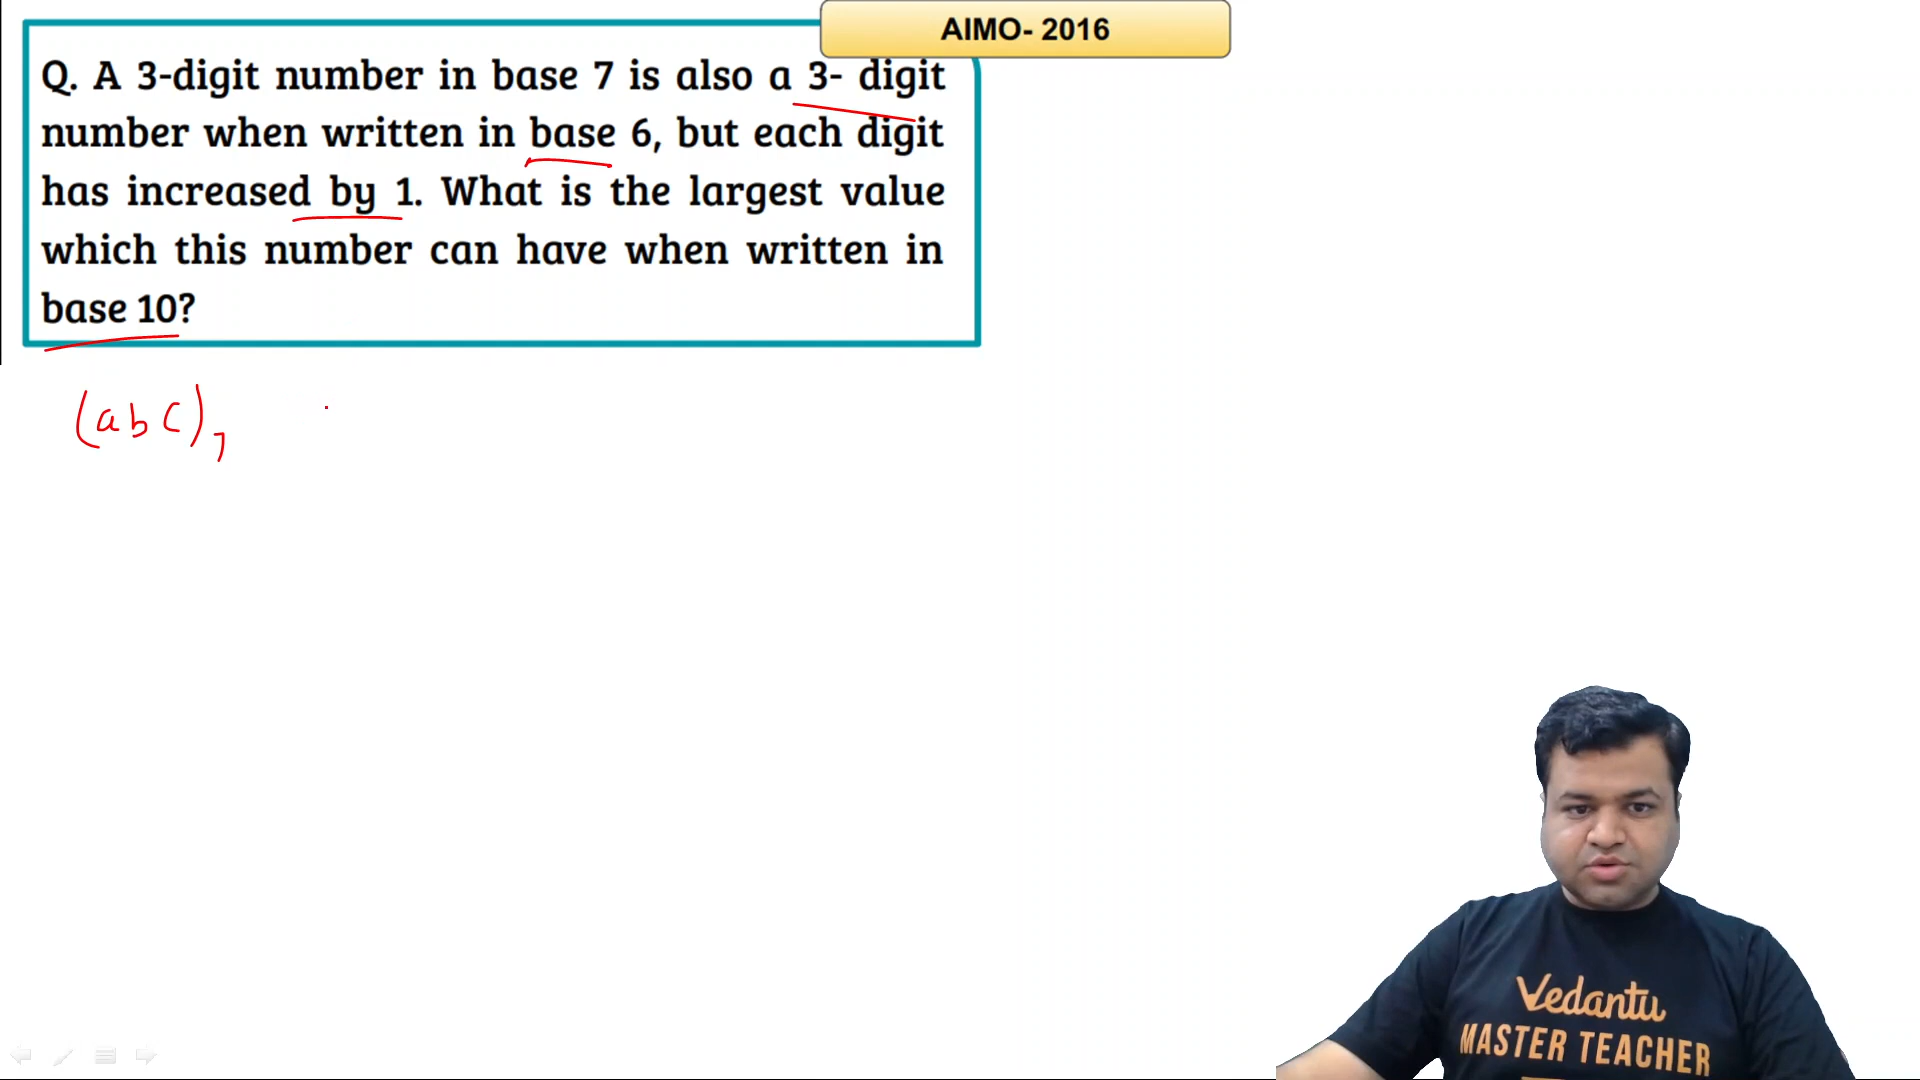 AIMO- 2016
Q. A 3-digit number in base 7 is also a 3- digit
number when written in base 6, but each digit
has increased by 1. What is the largest value
which this number can have when written in
base 10?
(abc)₇
Vedantu
MASTER TEACHER